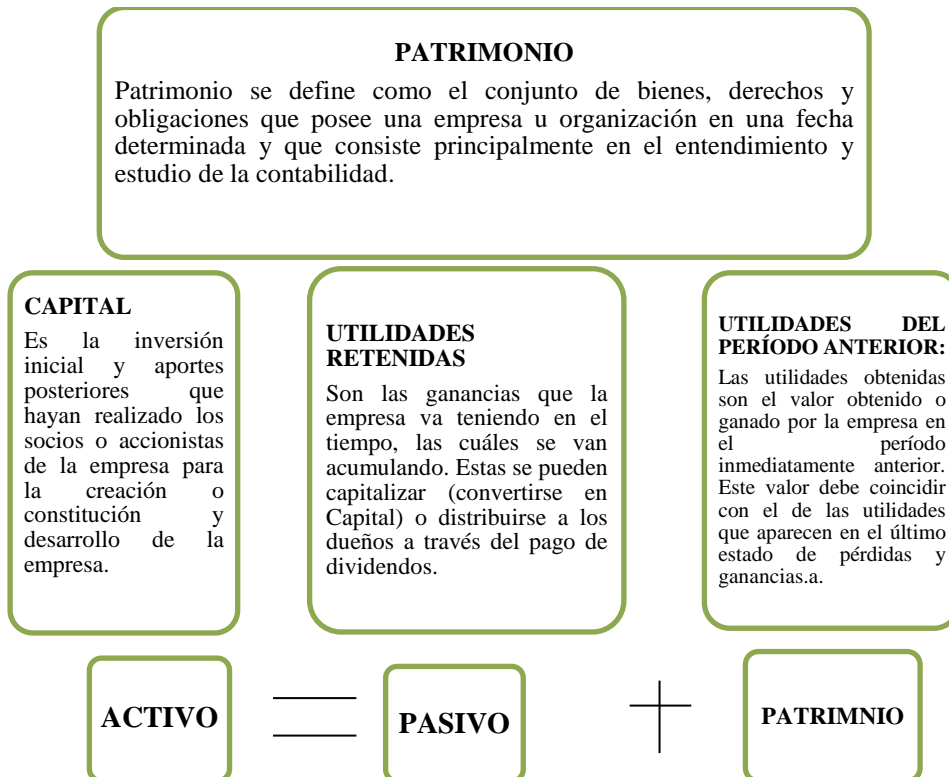 PATRIMONIO
Patrimonio se define como el conjunto de bienes, derechos y
obligaciones que posee una empresa u organización en una fecha
determinada y que consiste principalmente en el entendimiento y
estudio de la contabilidad.
CAPITAL
Es la inversión
inicial y aportes
posteriores que
hayan realizado los
socios o accionistas
de la empresa para
la creación o
constitución y
desarrollo de la
empresa.
UTILIDADES
RETENIDAS
Son las ganancias que la
empresa va teniendo en el
tiempo, las cuáles se van
acumulando. Estas se pueden
capitalizar (convertirse en
Capital) o distribuirse a los
dueños a través del pago de
dividendos.
UTILIDADES DEL
PERÍODO ANTERIOR:
Las utilidades obtenidas
son el valor obtenido o
ganado por la empresa en
el período
inmediatamente anterior.
Este valor debe coincidir
con el de las utilidades
que aparecen en el último
estado de pérdidas y
ganancias.a.
ACTIVO
PASIVO
PATRIMNIO